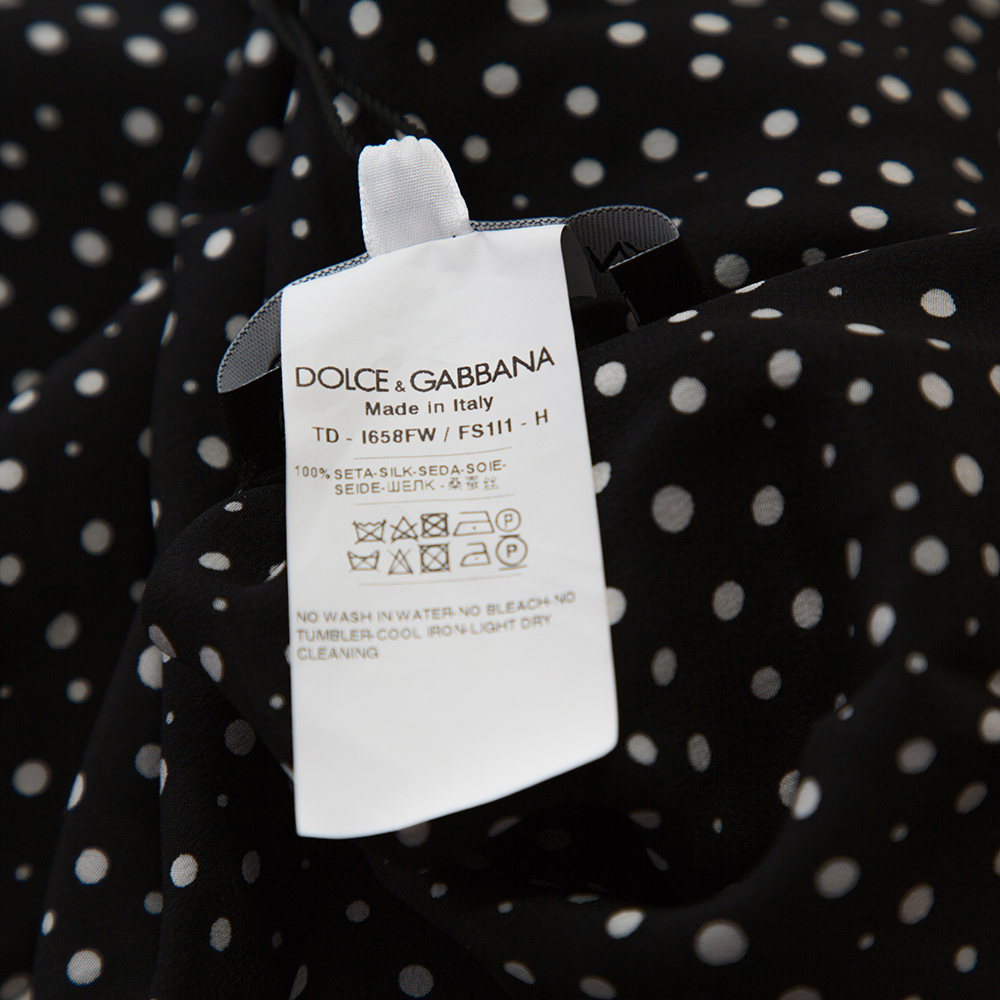 DOLCE & GABBANA
Made in Italy
TD - I658FW / FS1I1 - H
100% SETA-SILK-SEDA-SOIE-
SEIDE-ШЕЛК - 桑蚕丝
P
P
NO WASH IN WATER-NO BLEACH-NO
TUMBLER-COOL IRON-LIGHT DRY
CLEANING